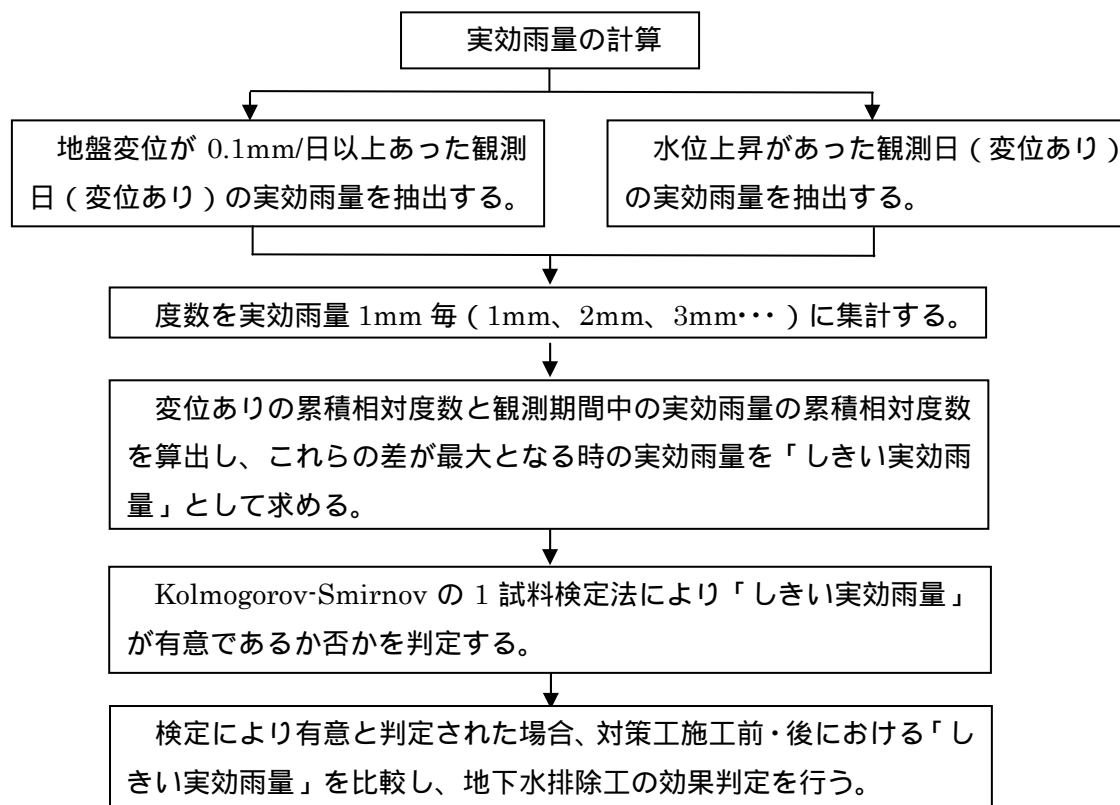 実効雨量の計算
地盤変位が 0.1mm/日以上あった観測
日(変位あり)の実効雨量を抽出する。
水位上昇があった観測日(変位あり)
の実効雨量を抽出する。
度数を実効雨量 1mm 毎(1mm、2mm、3mm･･･)に集計する。
変位ありの累積相対度数と観測期間中の実効雨量の累積相対度数
を算出し、これらの差が最大となる時の実効雨量を「しきい実効雨
量」として求める。
Kolmogorov-Smirnov の 1 試料検定法により「しきい実効雨量」
が有意であるか否かを判定する。
検定により有意と判定された場合、対策工施工前・後における「し
きい実効雨量」を比較し、地下水排除工の効果判定を行う。